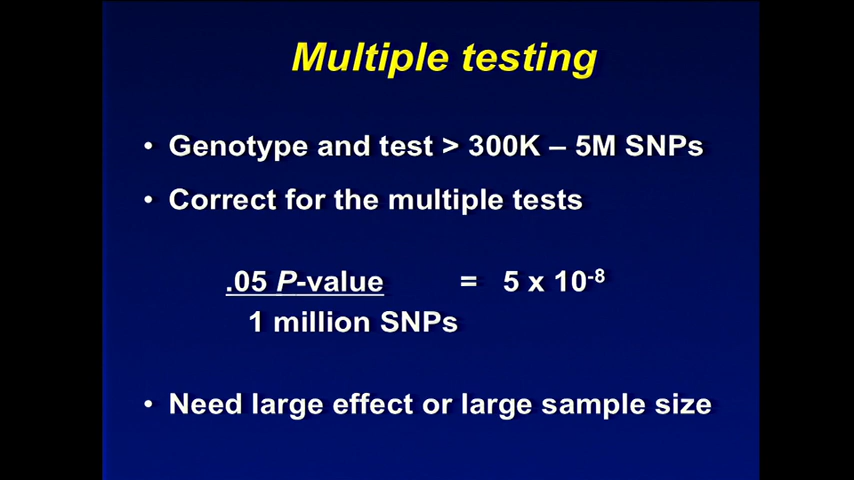 Multiple testing
• Genotype and test > 300K – 5M SNPs
• Correct for the multiple tests
.05 P-value = 5 x 10⁻⁸
1 million SNPs
• Need large effect or large sample size